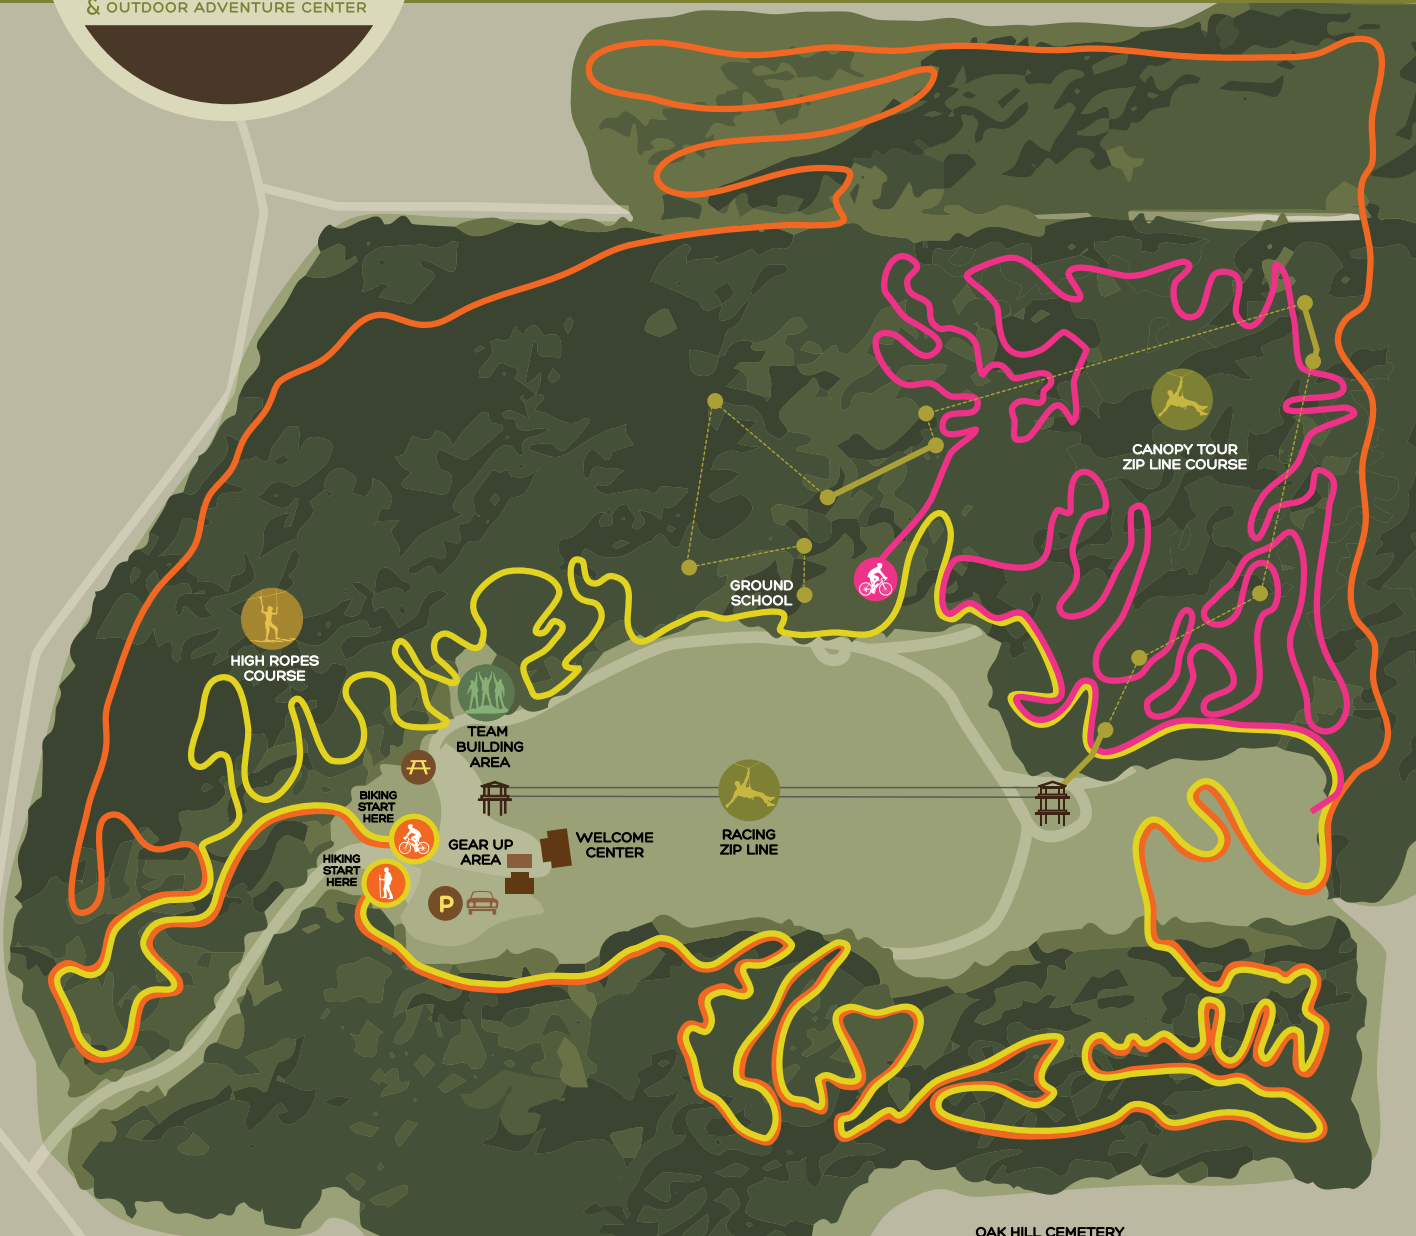 & OUTDOOR ADVENTURE CENTER
CANOPY TOUR
ZIP LINE COURSE
GROUND
SCHOOL
HIGH ROPES
COURSE
TEAM
BUILDING
AREA
BIKING
START
HERE
GEAR UP
AREA
WELCOME
CENTER
RACING
ZIP LINE
HIKING
START
HERE
P
OAK HILL CEMETERY